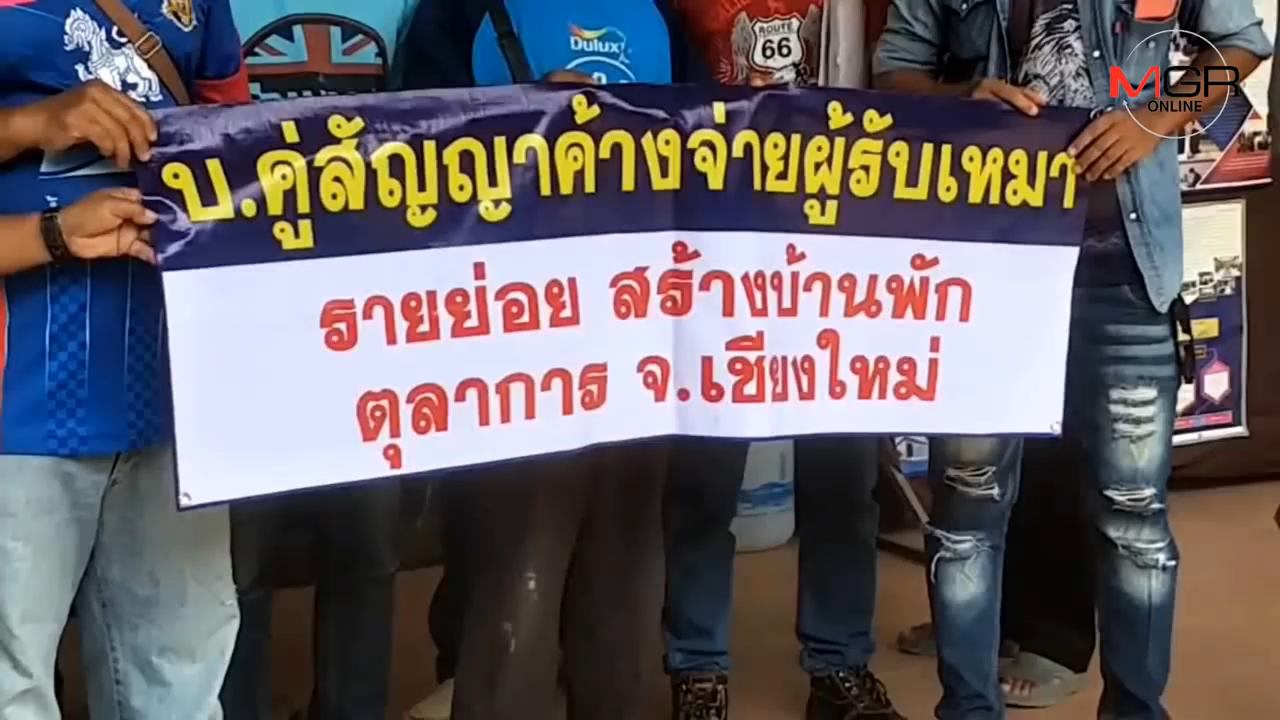 Dulux
ROUTE
66
MGR
ONLINE
บ.คู่สัญญาค้างจ่ายผู้รับเหมา
รายย่อย สร้างบ้านพัก
ตุลาการ จ.เชียงใหม่